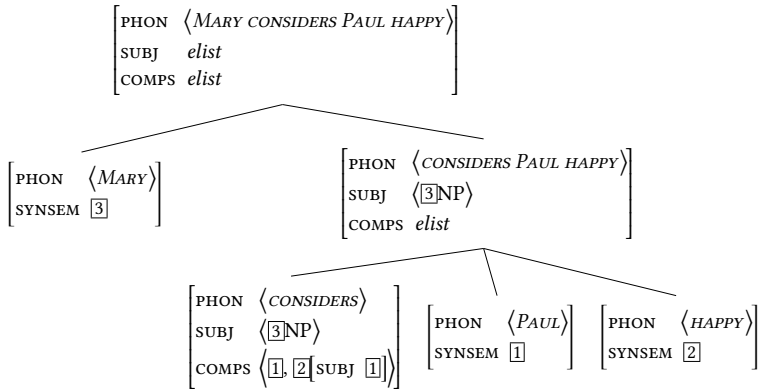 PHON ⟨MARY CONSIDERS PAUL HAPPY⟩
SUBJ elist
COMPS elist
PHON ⟨MARY⟩
SYNSEM 3
PHON ⟨CONSIDERS PAUL HAPPY⟩
SUBJ ⟨3NP⟩
COMPS elist
PHON ⟨CONSIDERS⟩
SUBJ ⟨3NP⟩
COMPS ⟨1, 2[SUBJ 1]⟩
PHON ⟨PAUL⟩
SYNSEM 1
PHON ⟨HAPPY⟩
SYNSEM 2